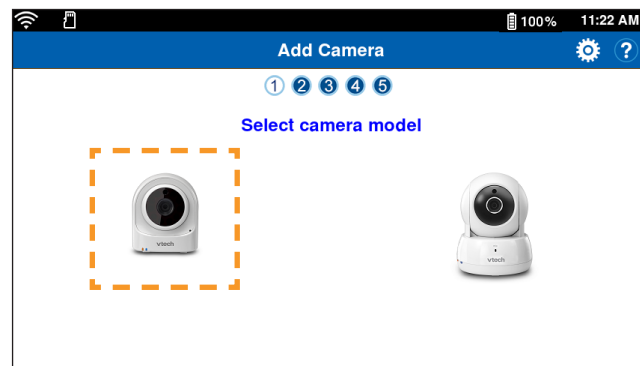 100% 11:22 AM
Add Camera
?
1 2 3 4 5
Select camera model
vtech
vtech